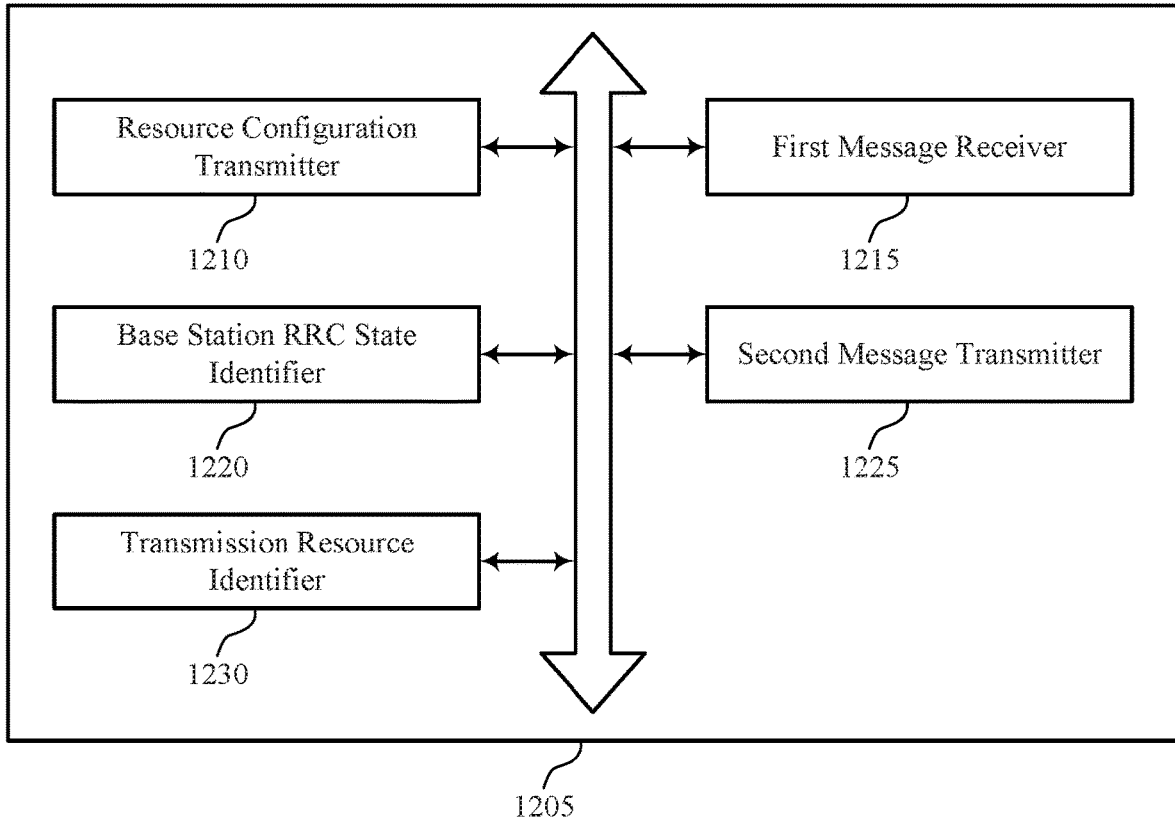 Resource Configuration
Transmitter
1210
First Message Receiver
1215
Base Station RRC State
Identifier
1220
Second Message Transmitter
1225
Transmission Resource
Identifier
1230
1205